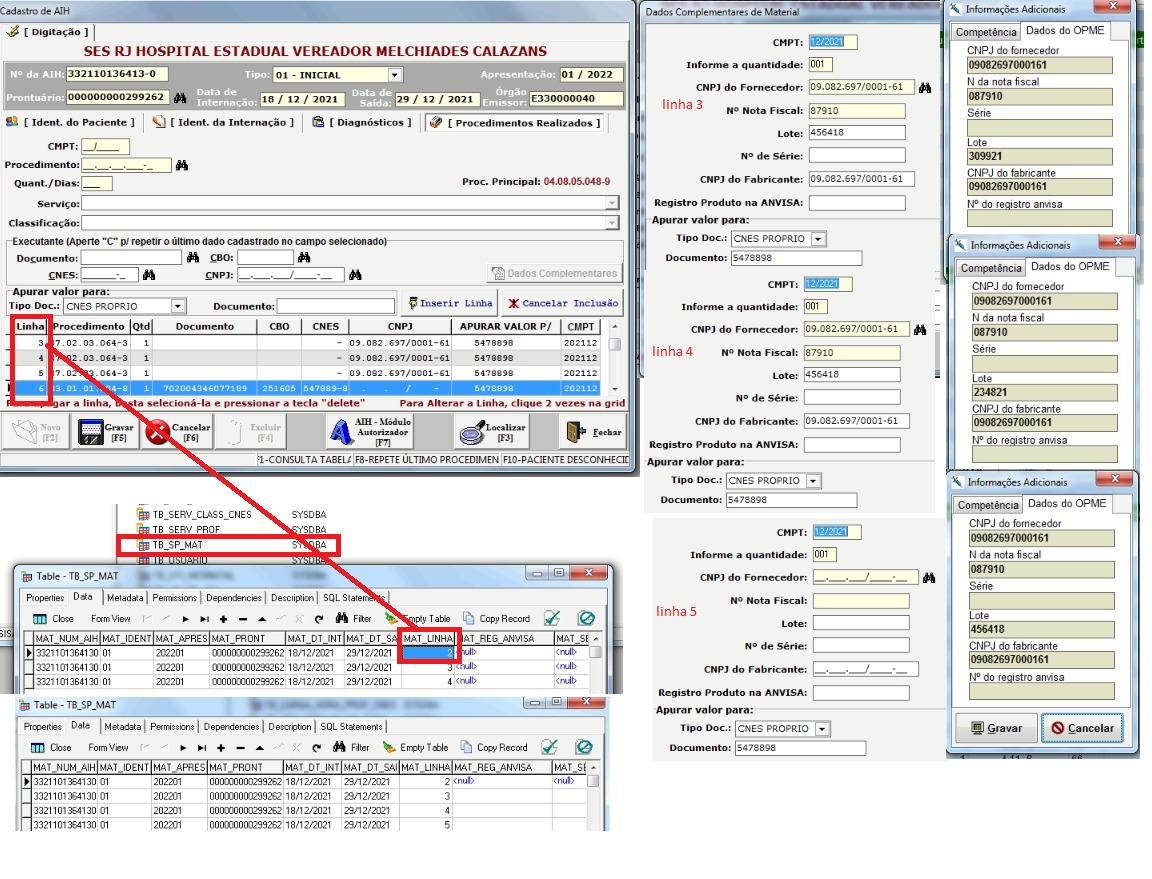 Cadastro de AIH
[ Digitação ]
SES RJ HOSPITAL ESTADUAL VEREADOR MELCHIADES CALAZANS
Nº da AIH: 332110136413-0 Tipo: 01 - INICIAL Apresentação: 01 / 2022
Prontuário: 000000000299262 Data de Internação: 18 / 12 / 2021 Data de Saída: 29 / 12 / 2021 Órgão Emissor: E330000040
[ Ident. do Paciente ] [ Ident. da Internação ] [ Diagnósticos ] [ Procedimentos Realizados ]
CMPT: __/____
Procedimento: __.__.__.___-_
Quant./Dias: ___ Proc. Principal: 04.08.05.048-9
Serviço:
Classificação:
Executante (Aperte "C" p/ repetir o último dado cadastrado no campo selecionado)
Documento: CBO:
CNES: ______-_ CNPJ: __.___.___/____-__ Dados Complementares
Apurar valor para:
Tipo Doc.: CNES PROPRIO Documento: Inserir Linha Cancelar Inclusão
Linha Procedimento Qtd Documento CBO CNES CNPJ APURAR VALOR P/ CMPT
3 07.02.03.064-3 1 - 09.082.697/0001-61 5478898 202112
4 07.02.03.064-3 1 - 09.082.697/0001-61 5478898 202112
5 07.02.03.064-3 1 - 09.082.697/0001-61 5478898 202112
6 03.01.01 064-8 1 702004346077189 251605 547889-8 . . / - 5478898 202112
Para apagar a linha, basta selecioná-la e pressionar a tecla "delete" Para Alterar a Linha, clique 2 vezes na grid
Novo [F2] Gravar [F5] Cancelar [F6] Excluir [F4] AIH - Módulo Autorizador [F7] Localizar [F3] Fechar
F1-CONSULTA TABELA F8-REPETE ÚLTIMO PROCEDIMEN F10-PACIENTE DESCONHECID
TB_SERV_CLASS_CNES SYSDBA
TB_SERV_PROF SYSDBA
TB_SP_MAT SYSDBA
TB_USUARIO SYSDBA
Table - TB_SP_MAT
Properties Data Metadata Permissions Dependencies Description SQL Statements
Close Form View Filter Empty Table Copy Record
MAT_NUM_AIH MAT_IDENT MAT_APRES MAT_PRONT MAT_DT_INT MAT_DT_SAI MAT_LINHA MAT_REG_ANVISA MAT_SE
3321101364130 01 202201 000000000299262 18/12/2021 29/12/2021 2 <null> <null>
3321101364130 01 202201 000000000299262 18/12/2021 29/12/2021 3 <null> <null>
3321101364130 01 202201 000000000299262 18/12/2021 29/12/2021 4 <null> <null>
Table - TB_SP_MAT
Properties Data Metadata Permissions Dependencies Description SQL Statements
Close Form View Filter Empty Table Copy Record
MAT_NUM_AIH MAT_IDENT MAT_APRES MAT_PRONT MAT_DT_INT MAT_DT_SAI MAT_LINHA MAT_REG_ANVISA MAT_SE
3321101364130 01 202201 000000000299262 18/12/2021 29/12/2021 2 <null> <null>
3321101364130 01 202201 000000000299262 18/12/2021 29/12/2021 3
3321101364130 01 202201 000000000299262 18/12/2021 29/12/2021 4
3321101364130 01 202201 000000000299262 18/12/2021 29/12/2021 5
Dados Complementares de Material
CMPT: 12/2021
Informe a quantidade: 001
CNPJ do Fornecedor: 09.082.697/0001-61
linha 3
Nº Nota Fiscal: 87910
Lote: 456418
Nº de Série:
CNPJ do Fabricante: 09.082.697/0001-61
Registro Produto na ANVISA:
Apurar valor para:
Tipo Doc.: CNES PROPRIO
Documento: 5478898
CMPT: 12/2021
Informe a quantidade: 001
CNPJ do Fornecedor: 09.082.697/0001-61
linha 4
Nº Nota Fiscal: 87910
Lote: 456418
Nº de Série:
CNPJ do Fabricante: 09.082.697/0001-61
Registro Produto na ANVISA:
Apurar valor para:
Tipo Doc.: CNES PROPRIO
Documento: 5478898
CMPT: 12/2021
Informe a quantidade: 001
CNPJ do Fornecedor: __.___.___/____-__
Nº Nota Fiscal:
linha 5
Lote:
Nº de Série:
CNPJ do Fabricante: __.___.___/____-__
Registro Produto na ANVISA:
Apurar valor para:
Tipo Doc.: CNES PROPRIO
Documento: 5478898
Informações Adicionais
Competência Dados do OPME
CNPJ do fornecedor
09082697000161
N da nota fiscal
087910
Série
Lote
309921
CNPJ do fabricante
09082697000161
Nº do registro anvisa
Informações Adicionais
Competência Dados do OPME
CNPJ do fornecedor
09082697000161
N da nota fiscal
087910
Série
Lote
234821
CNPJ do fabricante
09082697000161
Nº do registro anvisa
Informações Adicionais
Competência Dados do OPME
CNPJ do fornecedor
09082697000161
N da nota fiscal
087910
Série
Lote
456418
CNPJ do fabricante
09082697000161
Nº do registro anvisa
Gravar Cancelar